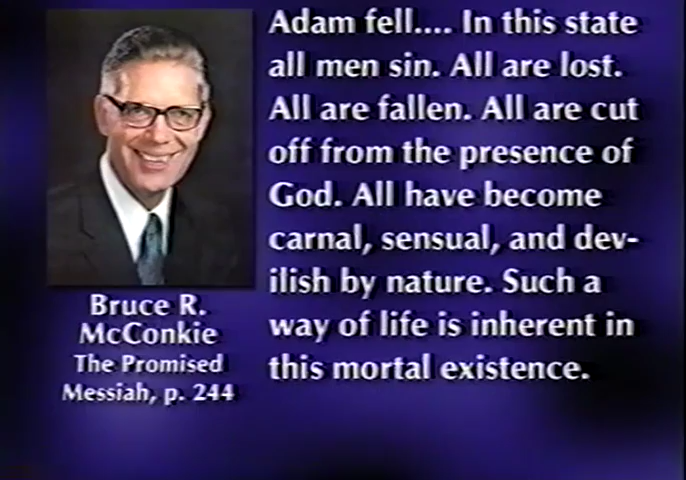 Adam fell.... In this state
all men sin. All are lost.
All are fallen. All are cut
off from the presence of
God. All have become
carnal, sensual, and dev-
ilish by nature. Such a
way of life is inherent in
this mortal existence.
Bruce R.
McConkie
The Promised
Messiah, p. 244